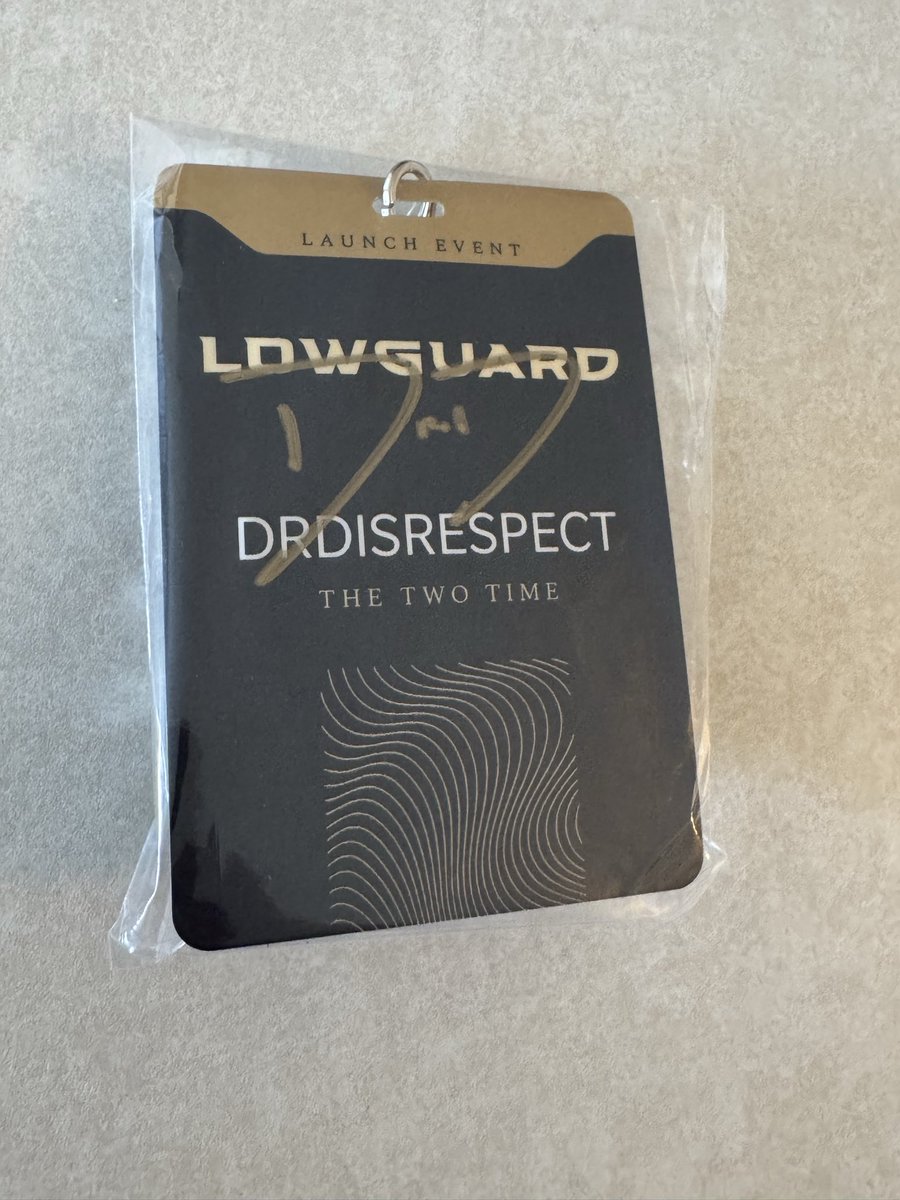 LAUNCH EVENT
LOWGUARD
DRDISRESPECT
THE TWO TIME